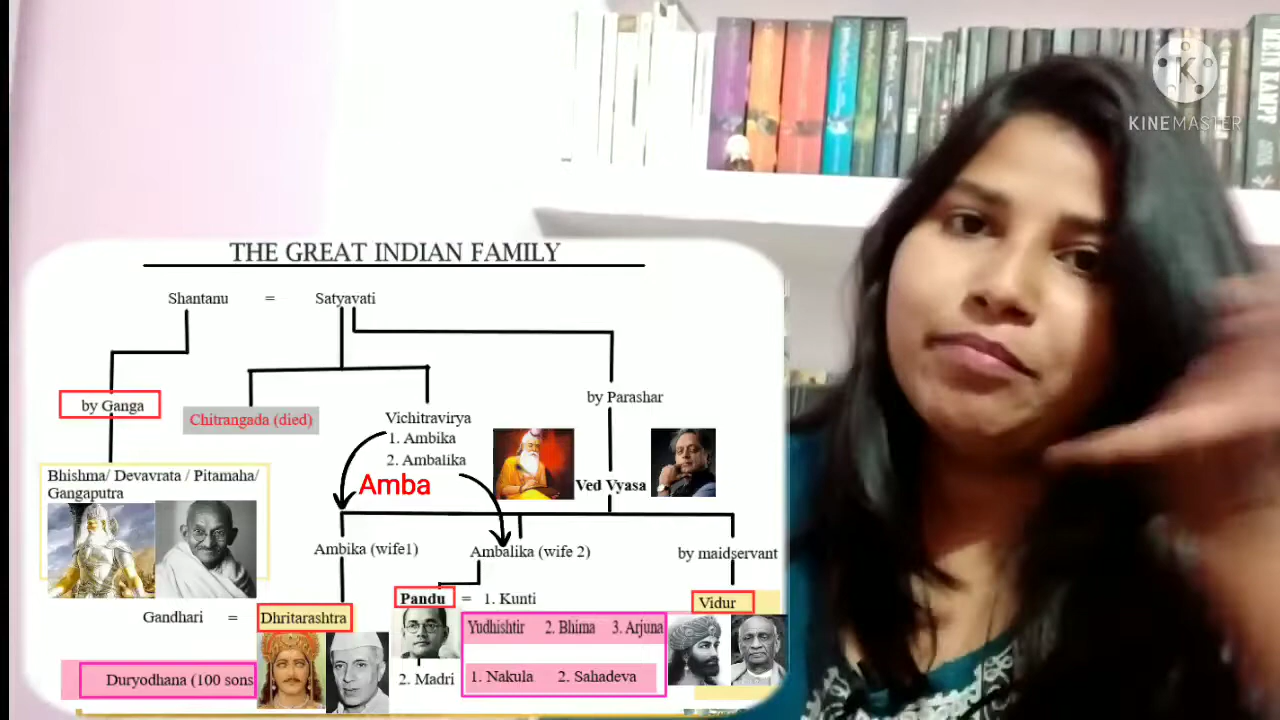 KINEMASTER
THE GREAT INDIAN FAMILY
Shantanu = Satyavati
by Ganga
Chitrangada (died)
Vichitravirya
1. Ambika
2. Ambalika
by Parashar
Bhishma/ Devavrata / Pitamaha/
Gangaputra
Amba
Ved Vyasa
Ambika (wife1)
Ambalika (wife 2)
by maidservant
Gandhari = Dhritarashtra
Pandu = 1. Kunti
Vidur
Yudhishtir 2. Bhima 3. Arjuna
Duryodhana (100 sons
2. Madri
1. Nakula 2. Sahadeva